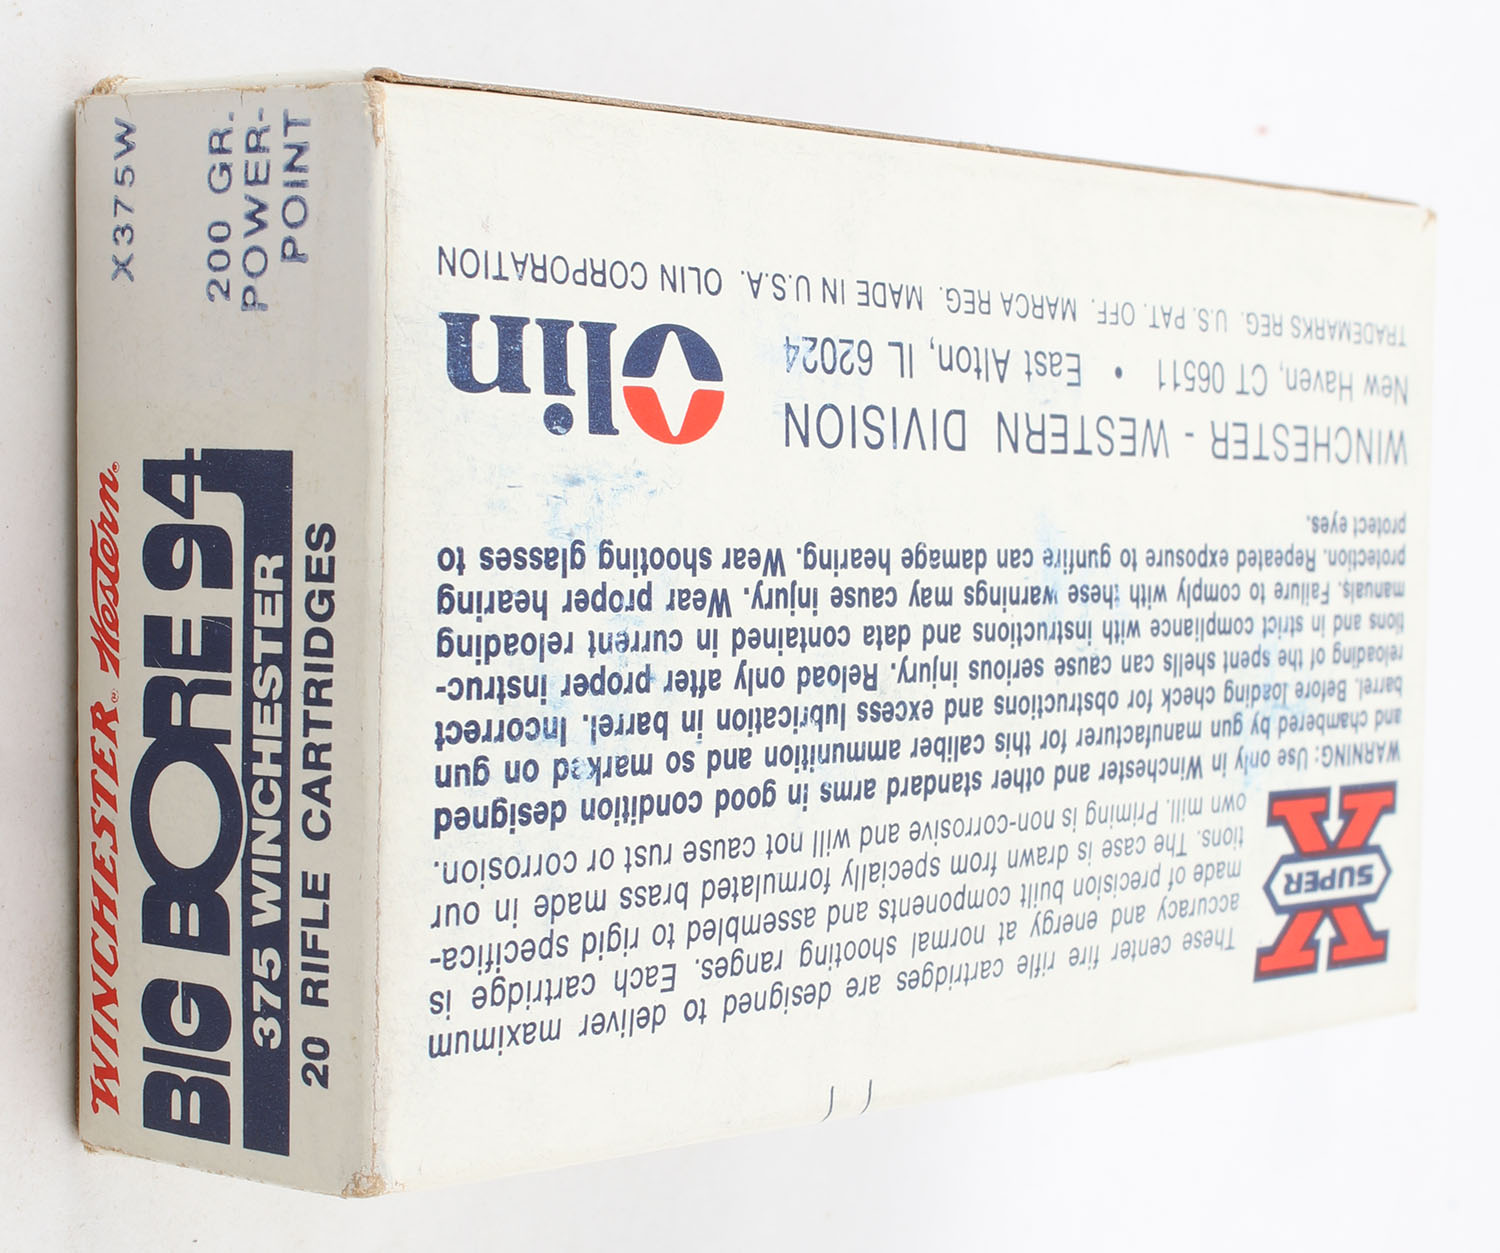 WINCHESTER® Western®
BIG BORE 94
375 WINCHESTER
20 RIFLE CARTRIDGES
X375W
200 GR.
POWER-
POINT
SUPER X
These center fire rifle cartridges are designed to deliver maximum
accuracy and energy at normal shooting ranges. Each cartridge is
made of precision built components and assembled to rigid specifica-
tions. The case is drawn from specially formulated brass made in our
own mill. Priming is non-corrosive and will not cause rust or corrosion.
WARNING: Use only in Winchester and other standard arms in good condition designed
and chambered by gun manufacturer for this caliber ammunition and so marked on gun
barrel. Before loading check for obstructions and excess lubrication in barrel. Incorrect
reloading of the spent shells can cause serious injury. Reload only after proper instruc-
tions and in strict compliance with instructions and data contained in current reloading
manuals. Failure to comply with these warnings may cause injury. Wear proper hearing
protection. Repeated exposure to gunfire can damage hearing. Wear shooting glasses to
protect eyes.
WINCHESTER - WESTERN DIVISION
New Haven, CT 06511 • East Alton, IL 62024
TRADEMARKS REG. U.S. PAT. OFF. MARCA REG. MADE IN U.S.A. OLIN CORPORATION
Olin